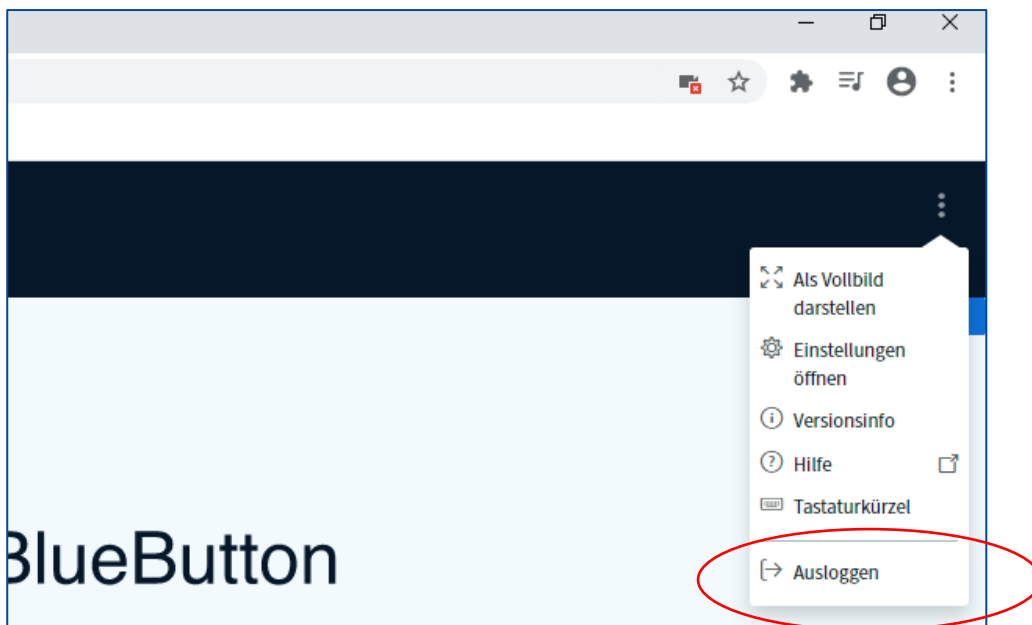 Als Vollbild
darstellen
Einstellungen
öffnen
Versionsinfo
Hilfe
Tastaturkürzel
BlueButton
Ausloggen